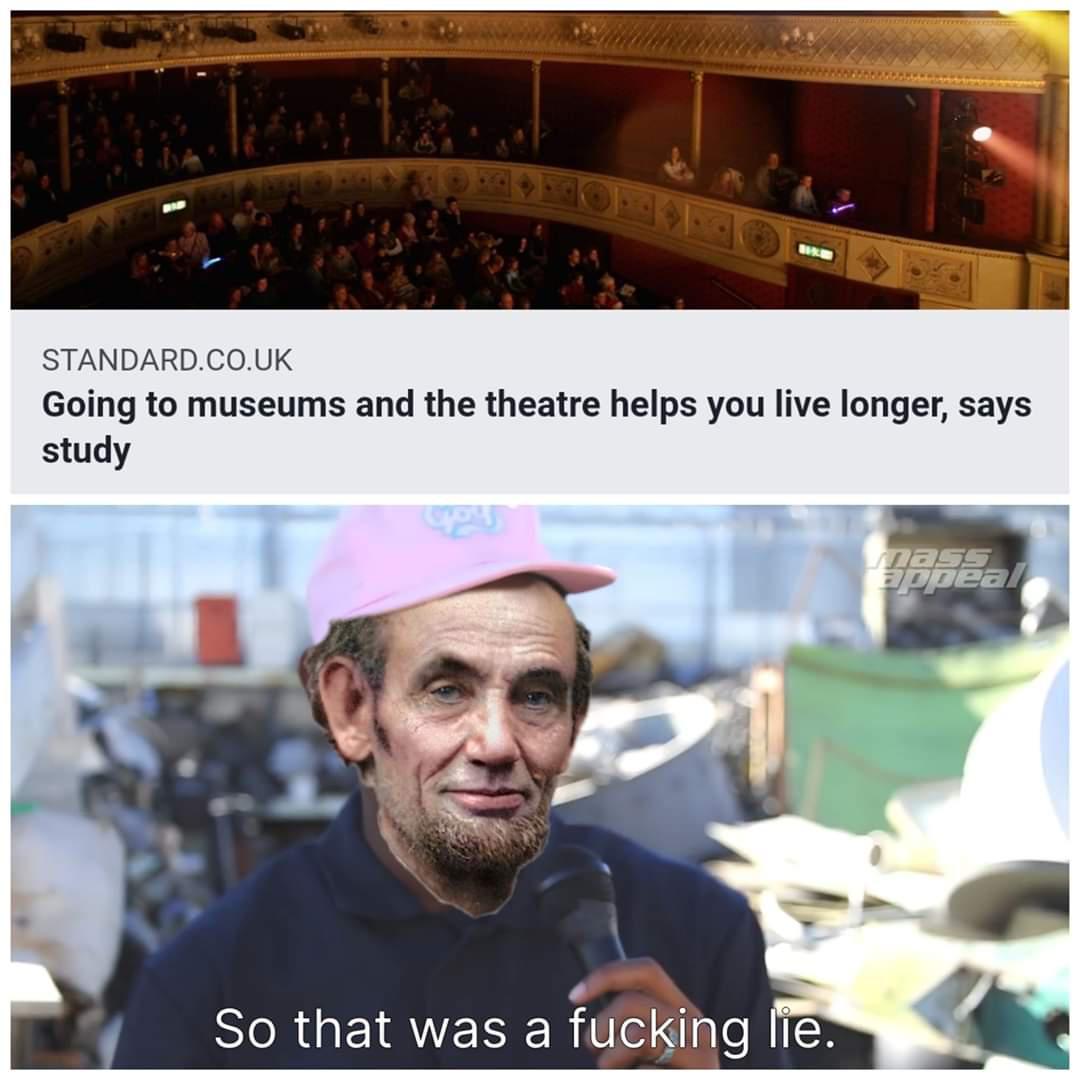 STANDARD.CO.UK
Going to museums and the theatre helps you live longer, says
study
Golf
mass
appeal
So that was a fucking lie.